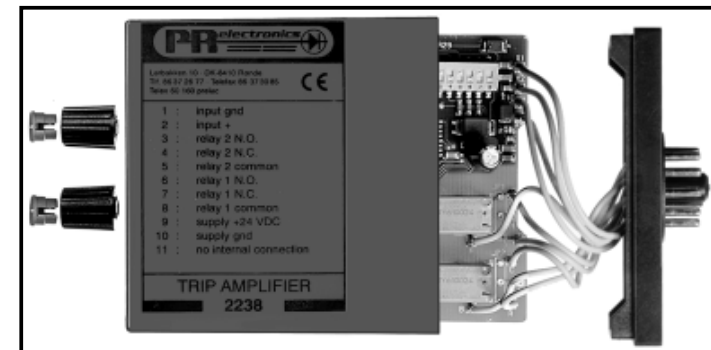 PR electronics
CE
1 : input gnd
2 : input +
3 : relay 2 N.O.
4 : relay 2 N.C.
5 : relay 2 common
6 : relay 1 N.O.
7 : relay 1 N.C.
8 : relay 1 common
9 : supply +24 VDC
10 : supply gnd
11 : no internal connection
TRIP AMPLIFIER
2238